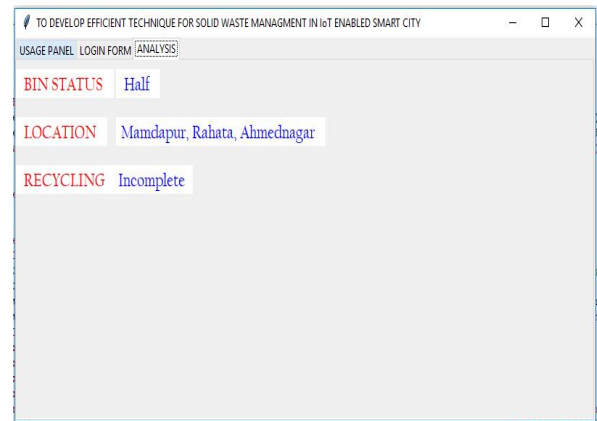 TO DEVELOP EFFICIENT TECHNIQUE FOR SOLID WASTE MANAGMENT IN IoT ENABLED SMART CITY
USAGE PANEL LOGIN FORM ANALYSIS
BIN STATUS Half
LOCATION Mamdapur, Rahata, Ahmednagar
RECYCLING Incomplete